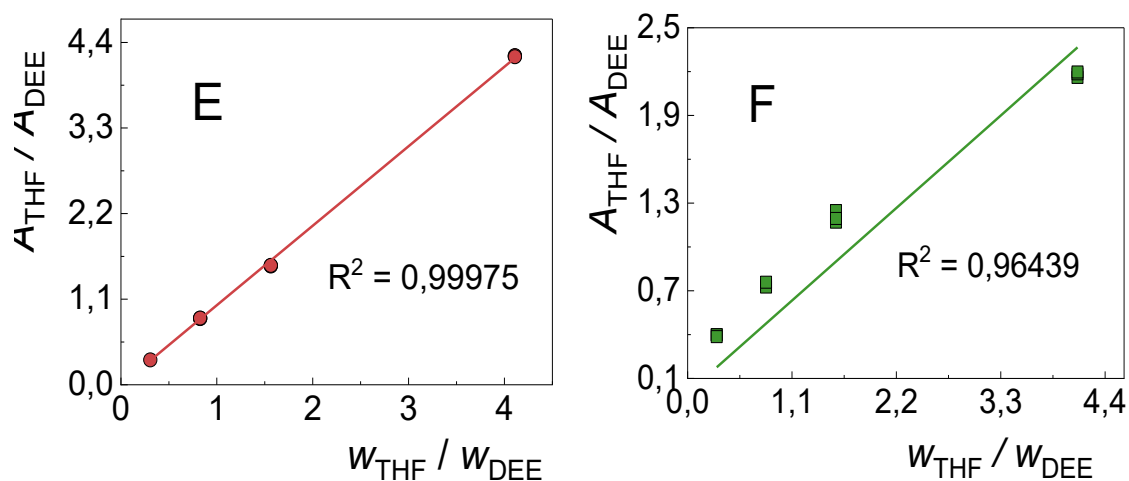 E
A_THF / A_DEE
4,4
3,3
2,2
1,1
0,0
R² = 0,99975
0 1 2 3 4
w_THF / w_DEE
F
A_THF / A_DEE
2,5
1,9
1,3
0,7
0,1
R² = 0,96439
0,0 1,1 2,2 3,3 4,4
w_THF / w_DEE